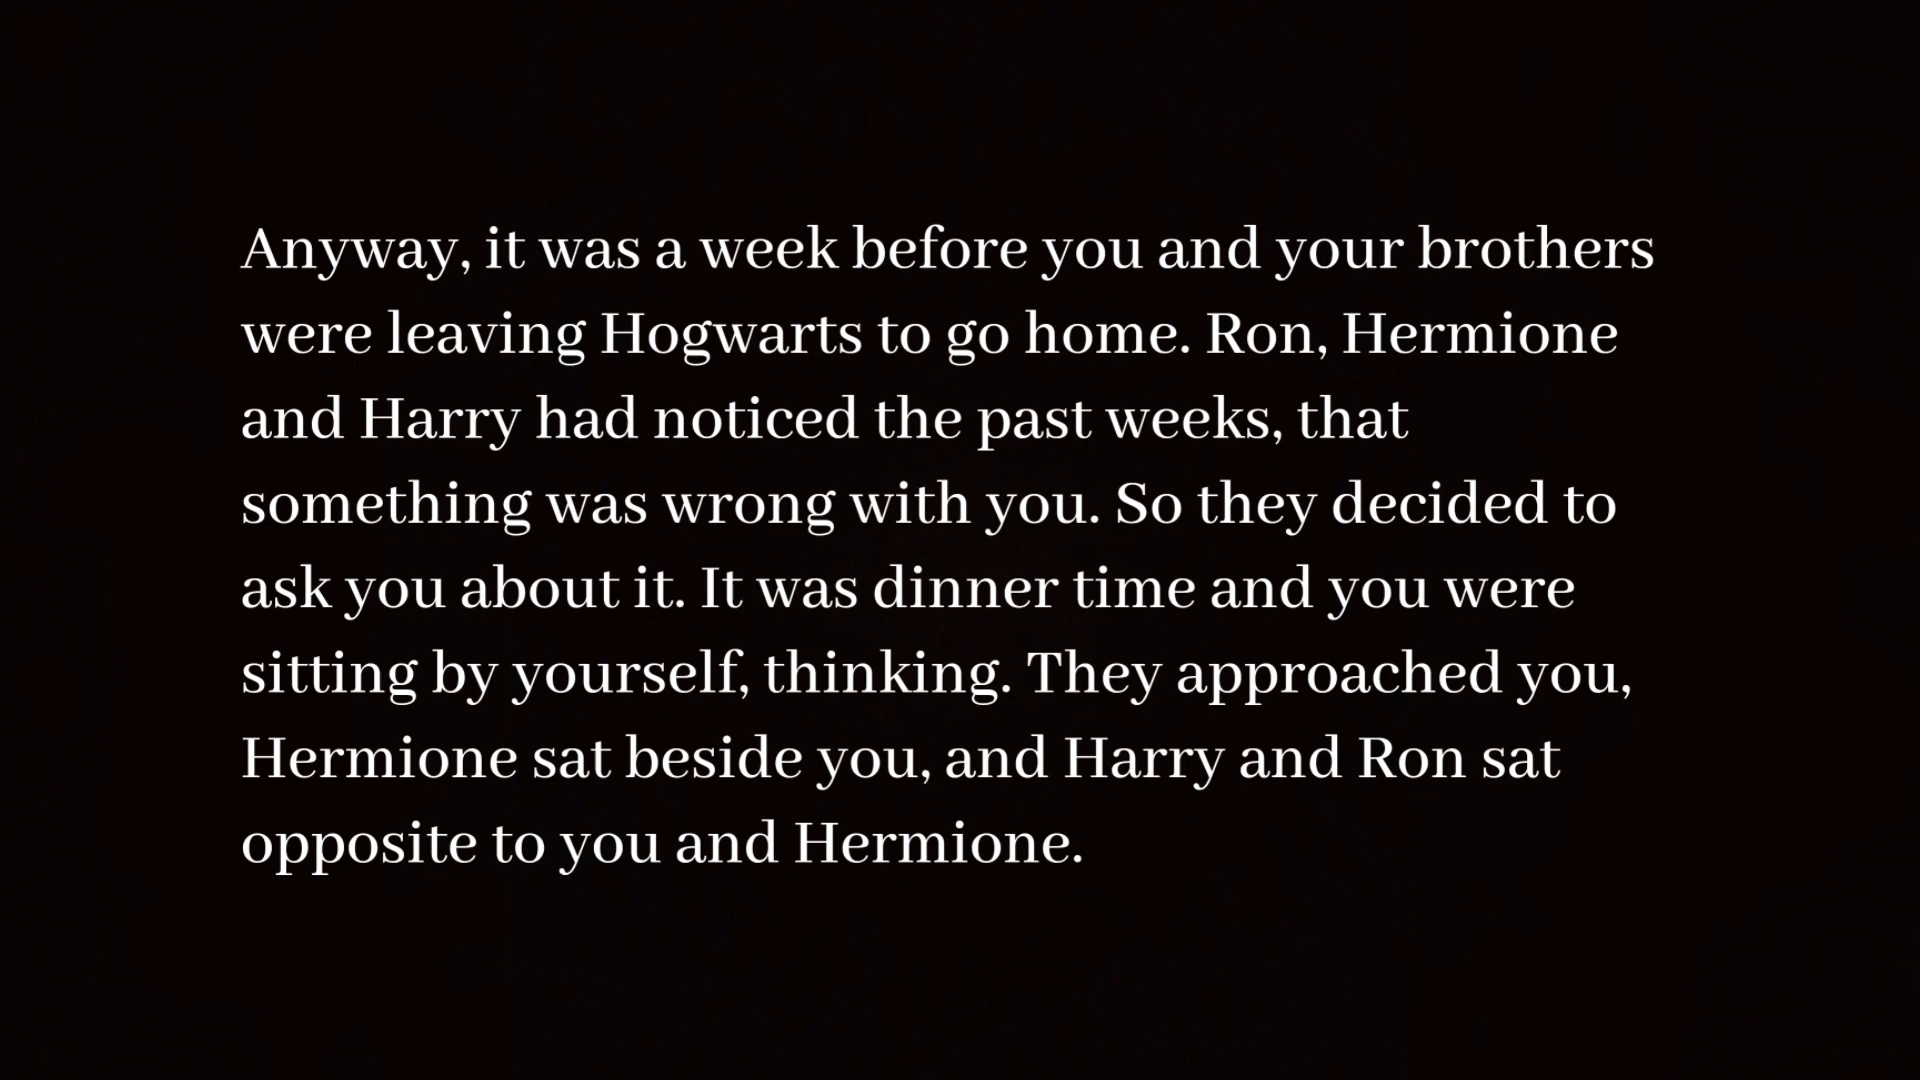 Anyway, it was a week before you and your brothers
were leaving Hogwarts to go home. Ron, Hermione
and Harry had noticed the past weeks, that
something was wrong with you. So they decided to
ask you about it. It was dinner time and you were
sitting by yourself, thinking. They approached you,
Hermione sat beside you, and Harry and Ron sat
opposite to you and Hermione.